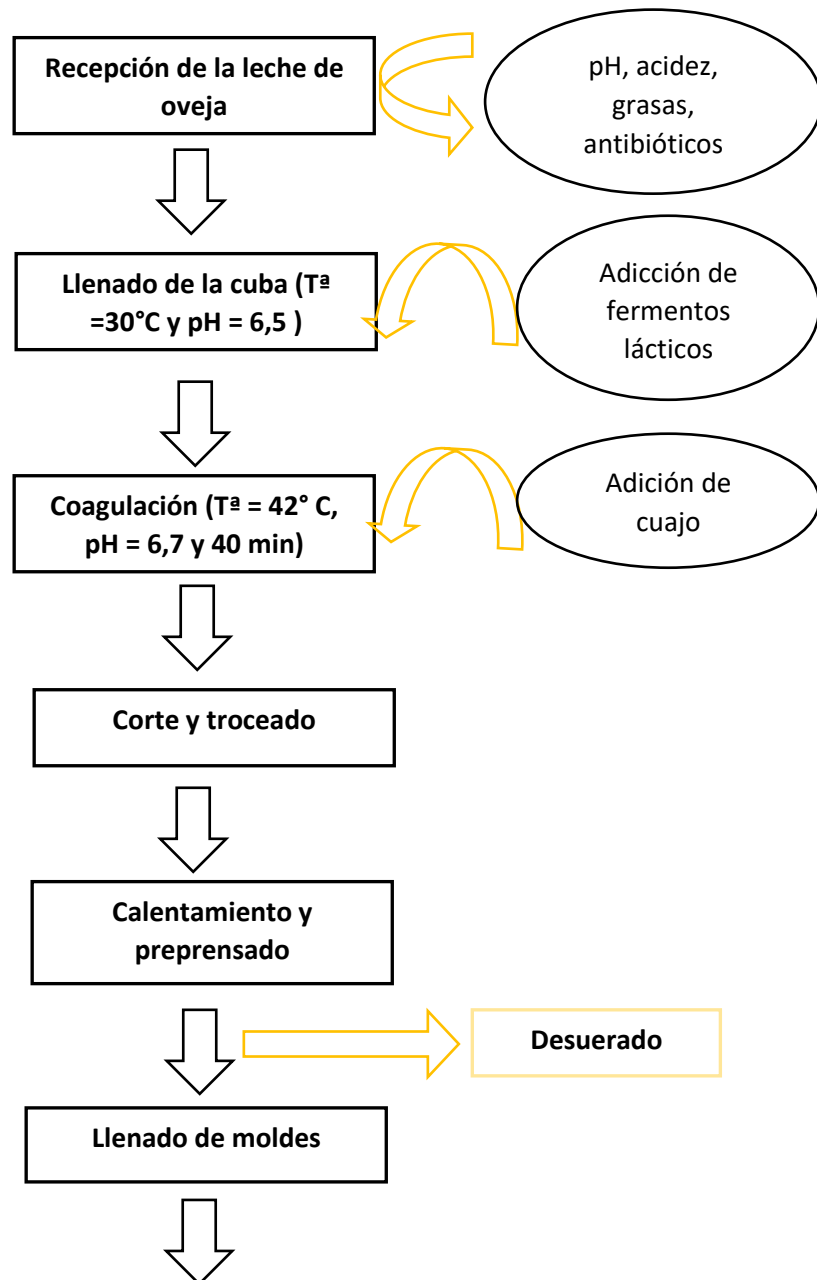 Recepción de la leche de
oveja
pH, acidez,
grasas,
antibióticos
Llenado de la cuba (Tª
=30°C y pH = 6,5 )
Adicción de
fermentos
lácticos
Coagulación (Tª = 42° C,
pH = 6,7 y 40 min)
Adición de
cuajo
Corte y troceado
Calentamiento y
preprensado
Desuerado
Llenado de moldes